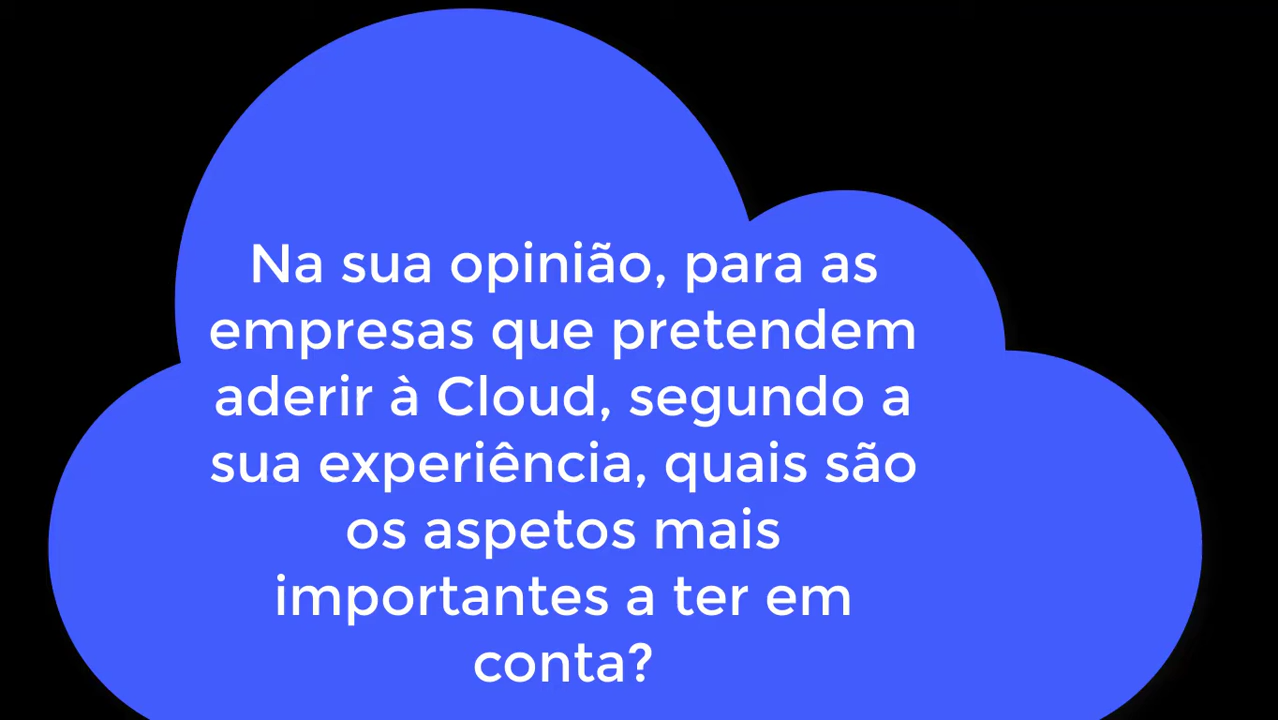 Na sua opinião, para as
empresas que pretendem
aderir à Cloud, segundo a
sua experiência, quais são
os aspetos mais
importantes a ter em
conta?